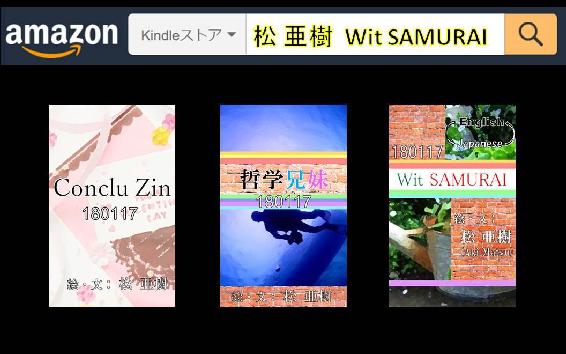 amazon Kindleストア 松 亜樹 Wit SAMURAI
Conclu Zin
180117
絵・文：松 亜樹
哲学兄妹
180117
絵・文：松 亜樹
English
Japanese
180117
Wit SAMURAI
絵・文：
松 亜樹
Aki Matsu